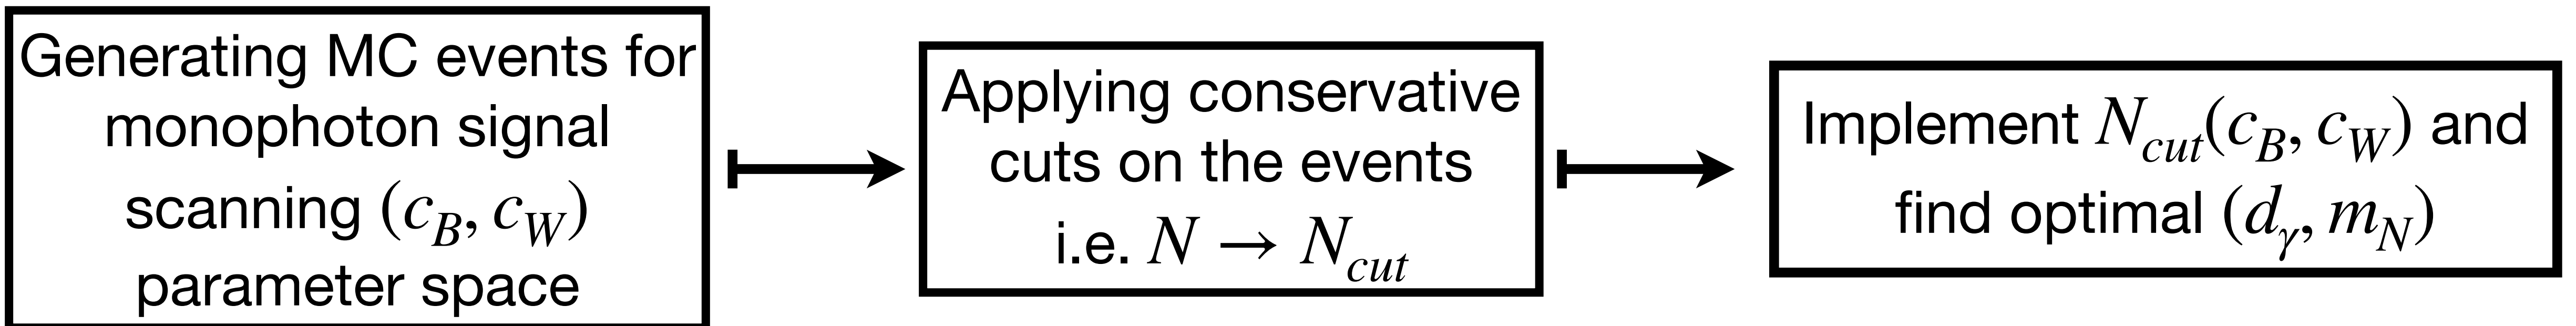 Generating MC events for
monophoton signal
scanning (c_B, c_W)
parameter space
Applying conservative
cuts on the events
i.e. N → N_cut
Implement N_cut(c_B, c_W) and
find optimal (d_γ, m_N)